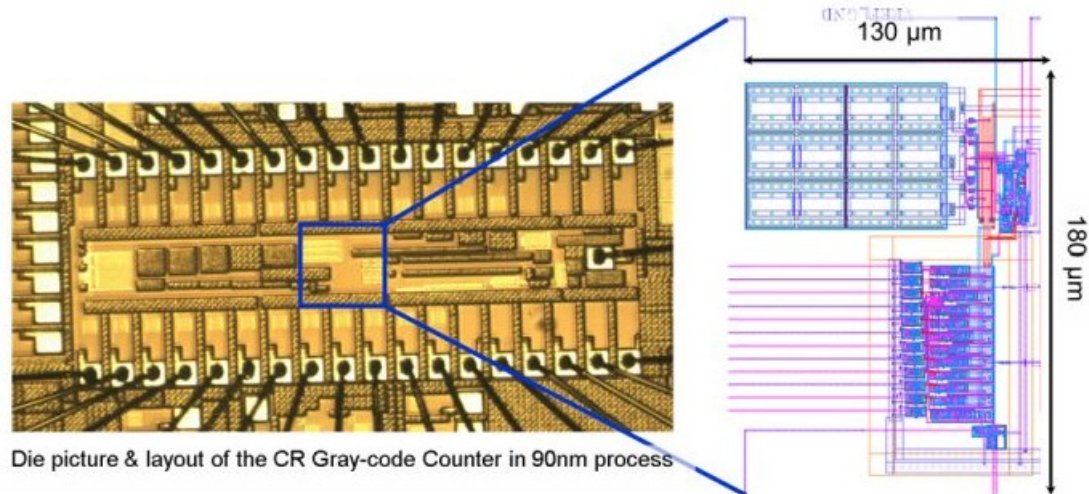 130 µm
180 µm
Die picture & layout of the CR Gray-code Counter in 90nm process